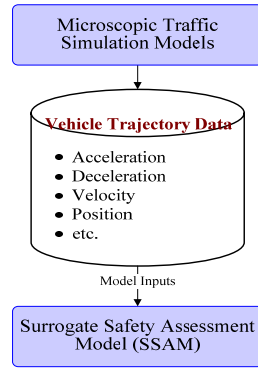 Microscopic Traffic
Simulation Models
Vehicle Trajectory Data
● Acceleration
● Deceleration
● Velocity
● Position
● etc.
Model Inputs
Surrogate Safety Assessment
Model (SSAM)